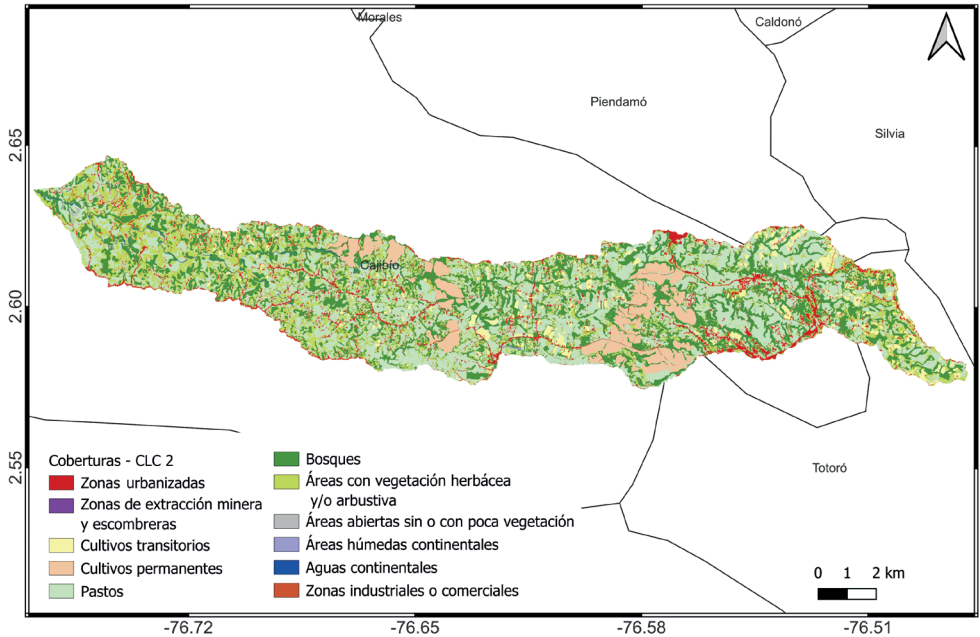 Morales
Caldonó
Piendamó
Silvia
Cajibío
Totoró
2.65
2.60
2.55
Coberturas - CLC 2
Zonas urbanizadas
Zonas de extracción minera
y escombreras
Cultivos transitorios
Cultivos permanentes
Pastos
Bosques
Áreas con vegetación herbácea
y/o arbustiva
Áreas abiertas sin o con poca vegetación
Áreas húmedas continentales
Aguas continentales
Zonas industriales o comerciales
0 1 2 km
-76.72
-76.65
-76.58
-76.51